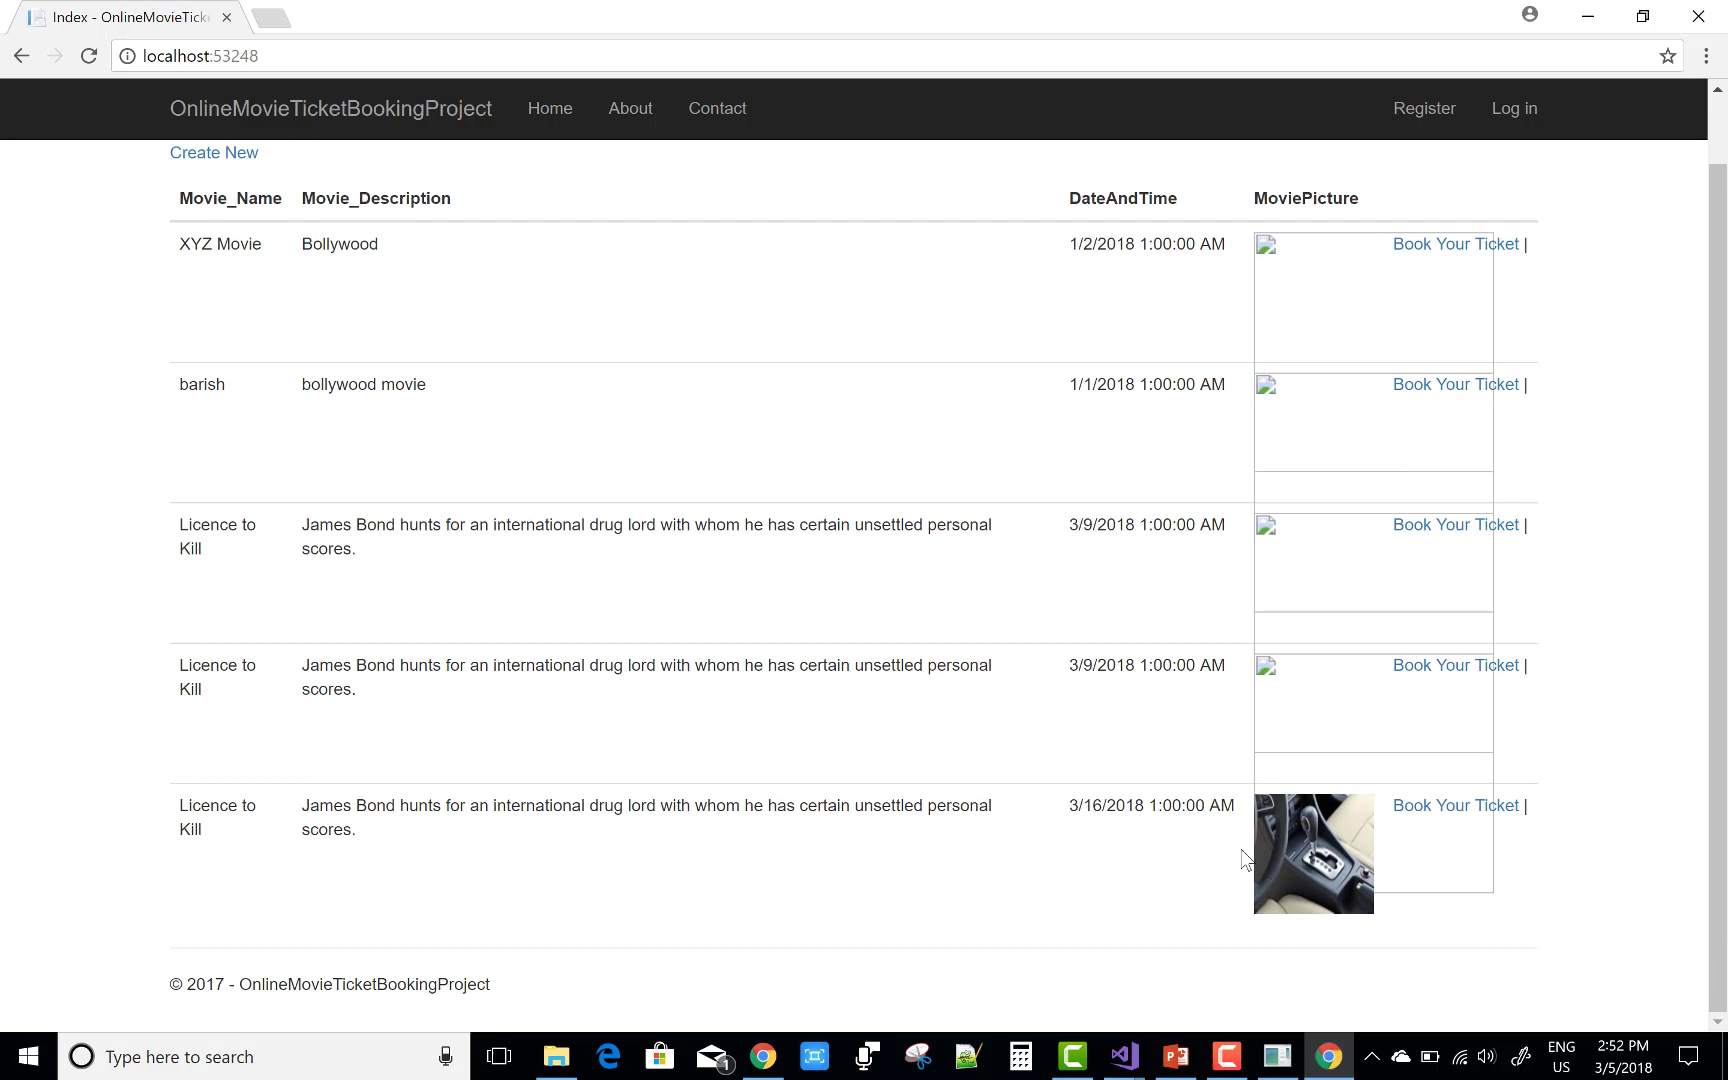 Index - OnlineMovieTick
localhost:53248
OnlineMovieTicketBookingProject Home About Contact Register Log in
Create New
Movie_Name Movie_Description DateAndTime MoviePicture
XYZ Movie Bollywood 1/2/2018 1:00:00 AM Book Your Ticket |
barish bollywood movie 1/1/2018 1:00:00 AM Book Your Ticket |
Licence to James Bond hunts for an international drug lord with whom he has certain unsettled personal 3/9/2018 1:00:00 AM Book Your Ticket |
Kill scores.
Licence to James Bond hunts for an international drug lord with whom he has certain unsettled personal 3/9/2018 1:00:00 AM Book Your Ticket |
Kill scores.
Licence to James Bond hunts for an international drug lord with whom he has certain unsettled personal 3/16/2018 1:00:00 AM Book Your Ticket |
Kill scores.
© 2017 - OnlineMovieTicketBookingProject
Type here to search 1 ENG 2:52 PM
US 3/5/2018